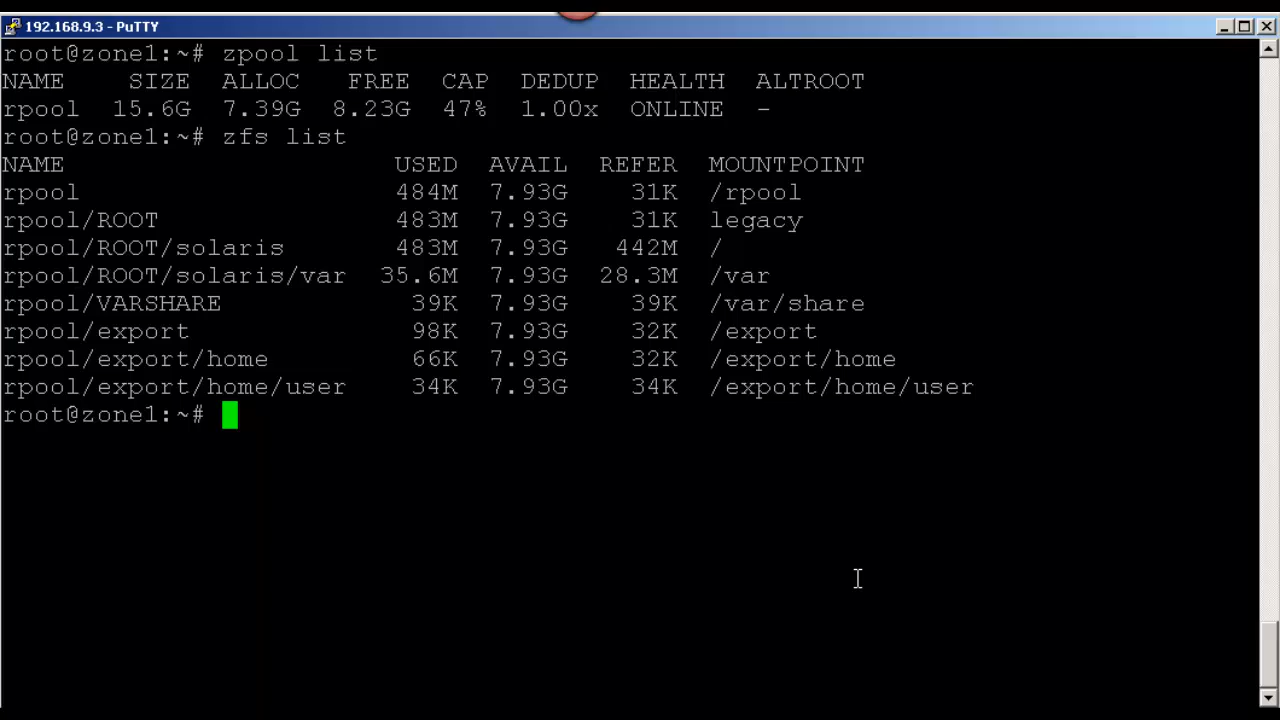 192.168.9.3 - PuTTY
root@zone1:~# zpool list
NAME     SIZE  ALLOC   FREE  CAP  DEDUP  HEALTH  ALTROOT
rpool  15.6G  7.39G  8.23G  47%  1.00x  ONLINE  -
root@zone1:~# zfs list
NAME                     USED  AVAIL  REFER  MOUNTPOINT
rpool                    484M  7.93G    31K  /rpool
rpool/ROOT               483M  7.93G    31K  legacy
rpool/ROOT/solaris       483M  7.93G   442M  /
rpool/ROOT/solaris/var  35.6M  7.93G  28.3M  /var
rpool/VARSHARE            39K  7.93G    39K  /var/share
rpool/export              98K  7.93G    32K  /export
rpool/export/home         66K  7.93G    32K  /export/home
rpool/export/home/user    34K  7.93G    34K  /export/home/user
root@zone1:~#